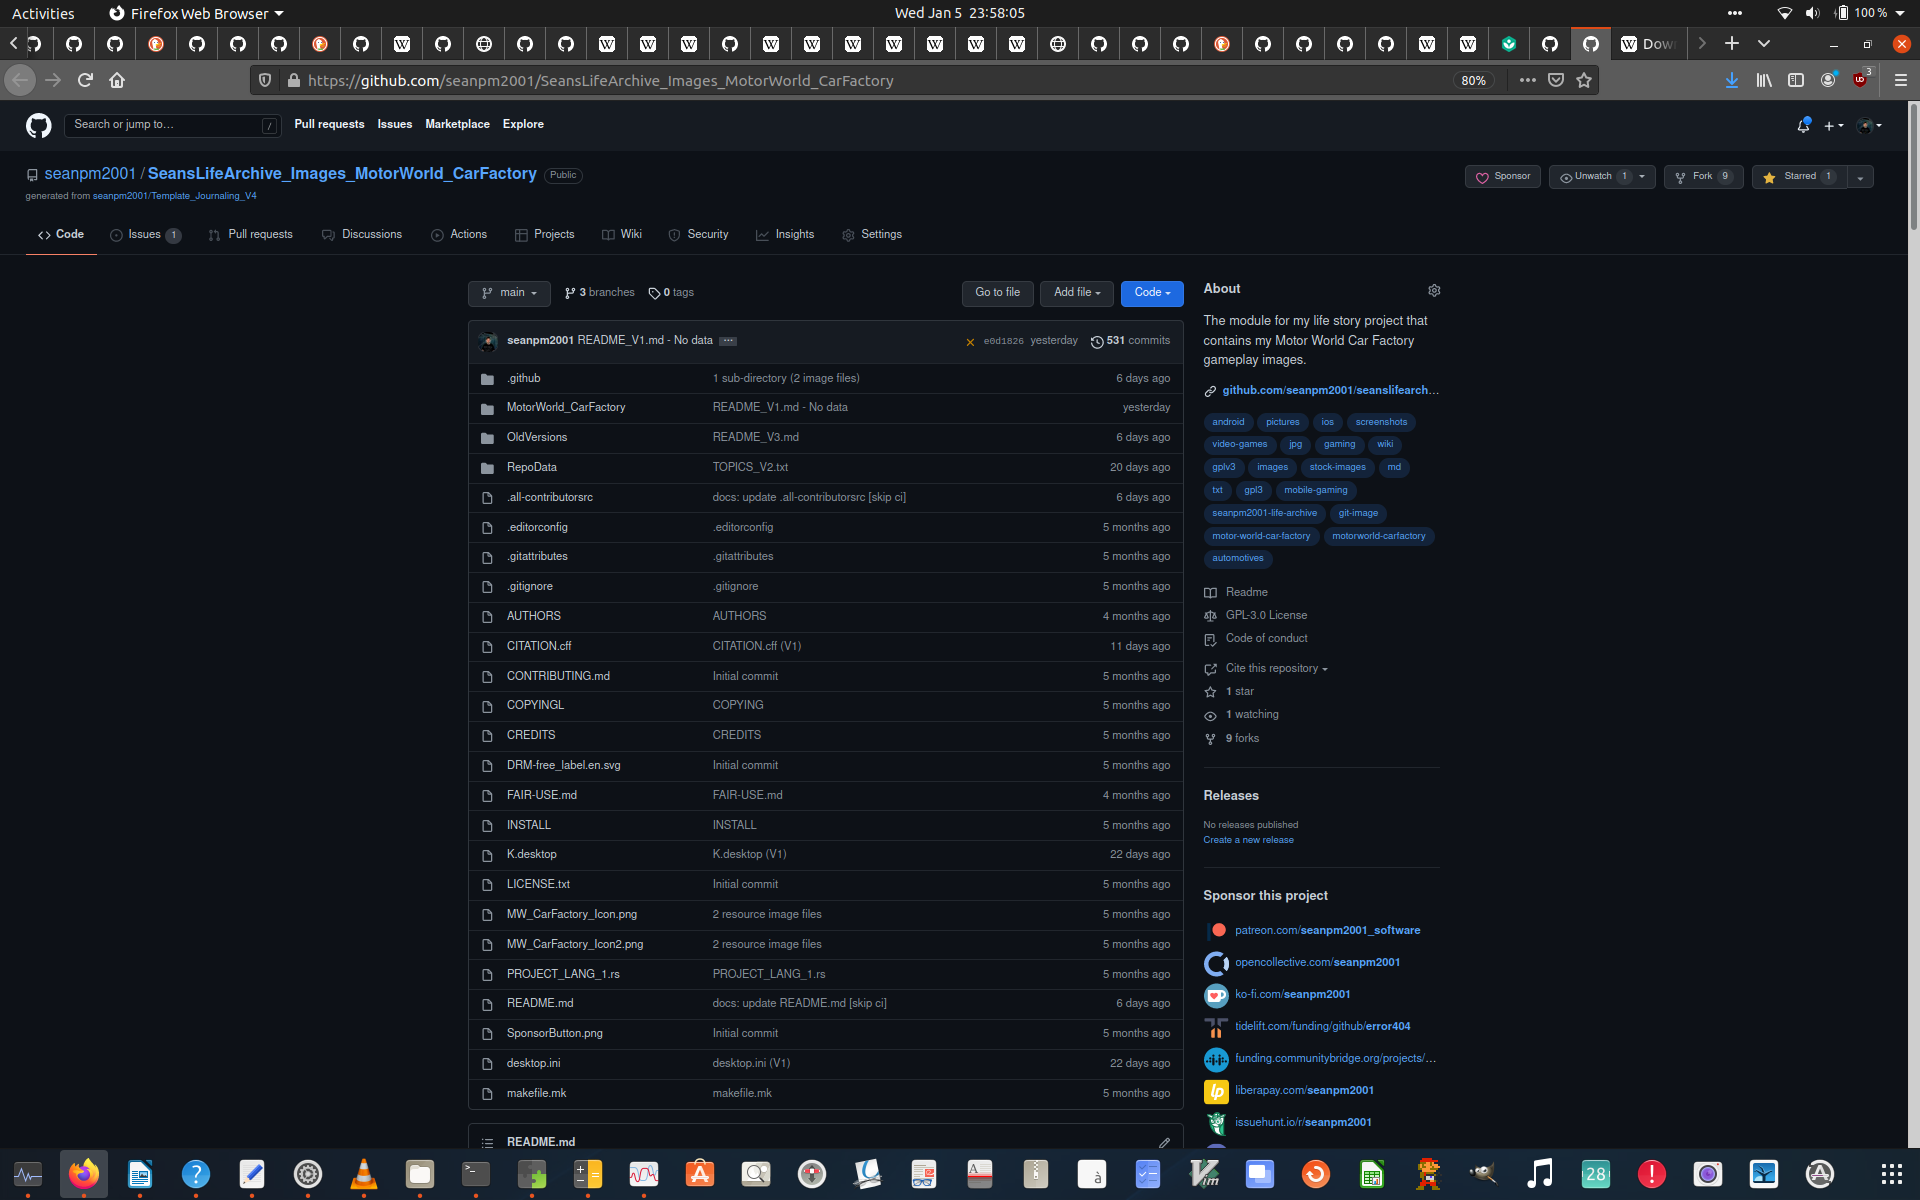 Activities
Firefox Web Browser
Wed Jan 5 23:58:05
100 %
Dow
https://github.com/seanpm2001/SeansLifeArchive_Images_MotorWorld_CarFactory
80%
3
Search or jump to…
/
Pull requests
Issues
Marketplace
Explore
seanpm2001 / SeansLifeArchive_Images_MotorWorld_CarFactory
Public
generated from seanpm2001/Template_Journaling_V4
Sponsor
Unwatch 1
Fork 9
Starred 1
Code
Issues 1
Pull requests
Discussions
Actions
Projects
Wiki
Security
Insights
Settings
main
3 branches
0 tags
Go to file
Add file
Code
seanpm2001 README_V1.md - No data
e0d1826 yesterday
531 commits
.github 1 sub-directory (2 image files) 6 days ago
MotorWorld_CarFactory README_V1.md - No data yesterday
OldVersions README_V3.md 6 days ago
RepoData TOPICS_V2.txt 20 days ago
.all-contributorsrc docs: update .all-contributorsrc [skip ci] 6 days ago
.editorconfig .editorconfig 5 months ago
.gitattributes .gitattributes 5 months ago
.gitignore .gitignore 5 months ago
AUTHORS AUTHORS 4 months ago
CITATION.cff CITATION.cff (V1) 11 days ago
CONTRIBUTING.md Initial commit 5 months ago
COPYINGL COPYING 5 months ago
CREDITS CREDITS 5 months ago
DRM-free_label.en.svg Initial commit 5 months ago
FAIR-USE.md FAIR-USE.md 4 months ago
INSTALL INSTALL 5 months ago
K.desktop K.desktop (V1) 22 days ago
LICENSE.txt Initial commit 5 months ago
MW_CarFactory_Icon.png 2 resource image files 5 months ago
MW_CarFactory_Icon2.png 2 resource image files 5 months ago
PROJECT_LANG_1.rs PROJECT_LANG_1.rs 5 months ago
README.md docs: update README.md [skip ci] 6 days ago
SponsorButton.png Initial commit 5 months ago
desktop.ini desktop.ini (V1) 22 days ago
makefile.mk makefile.mk 5 months ago
README.md
About
The module for my life story project that
contains my Motor World Car Factory
gameplay images.
github.com/seanpm2001/seanslifearch…
android pictures ios screenshots
video-games jpg gaming wiki
gplv3 images stock-images md
txt gpl3 mobile-gaming
seanpm2001-life-archive git-image
motor-world-car-factory motorworld-carfactory
automotives
Readme
GPL-3.0 License
Code of conduct
Cite this repository
1 star
1 watching
9 forks
Releases
No releases published
Create a new release
Sponsor this project
patreon.com/seanpm2001_software
opencollective.com/seanpm2001
ko-fi.com/seanpm2001
tidelift.com/funding/github/error404
funding.communitybridge.org/projects/…
lp
liberapay.com/seanpm2001
issuehunt.io/r/seanpm2001
28